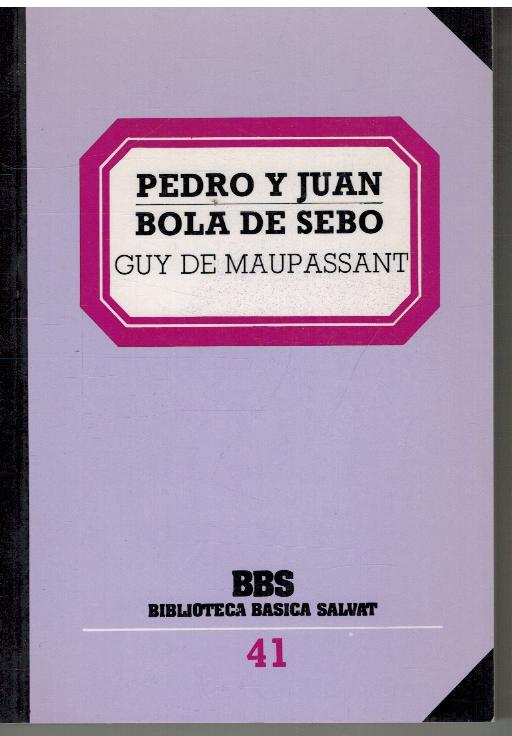 PEDRO Y JUAN
BOLA DE SEBO
GUY DE MAUPASSANT
BBS
BIBLIOTECA BASICA SALVAT
41